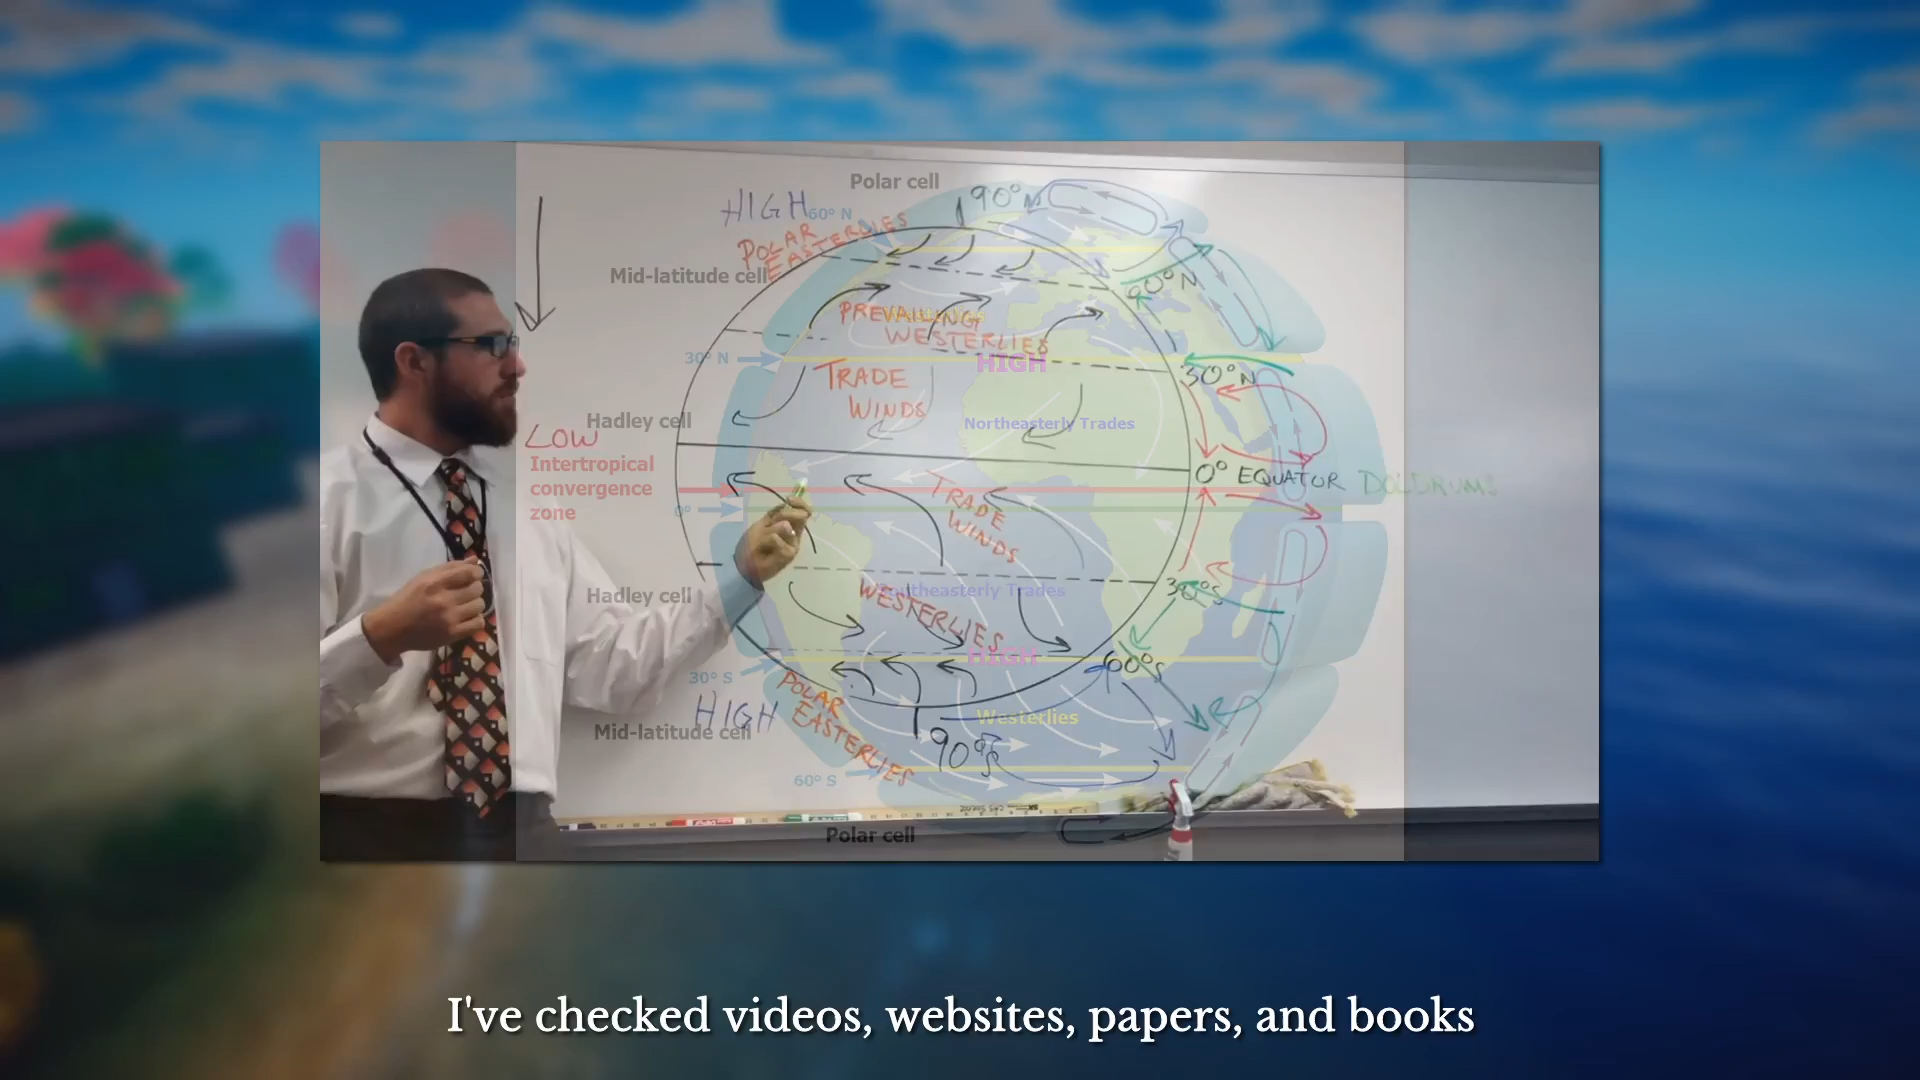 Polar cell
90° N
HIGH
60° N
POLAR
EASTERLIES
Mid-latitude cell
PREVAILING
WESTERLIES
30° N
HIGH
30° N
TRADE
WINDS
Hadley cell
Northeasterly Trades
LOW
Intertropical
convergence
zone
0° EQUATOR DOLDRUMS
0°
TRADE
WINDS
Hadley cell
Southeasterly Trades
WESTERLIES
30°S
HIGH
60°S
30° S
POLAR
EASTERLIES
HIGH
Mid-latitude cell
Westerlies
90°S
60° S
Polar cell
I've checked videos, websites, papers, and books